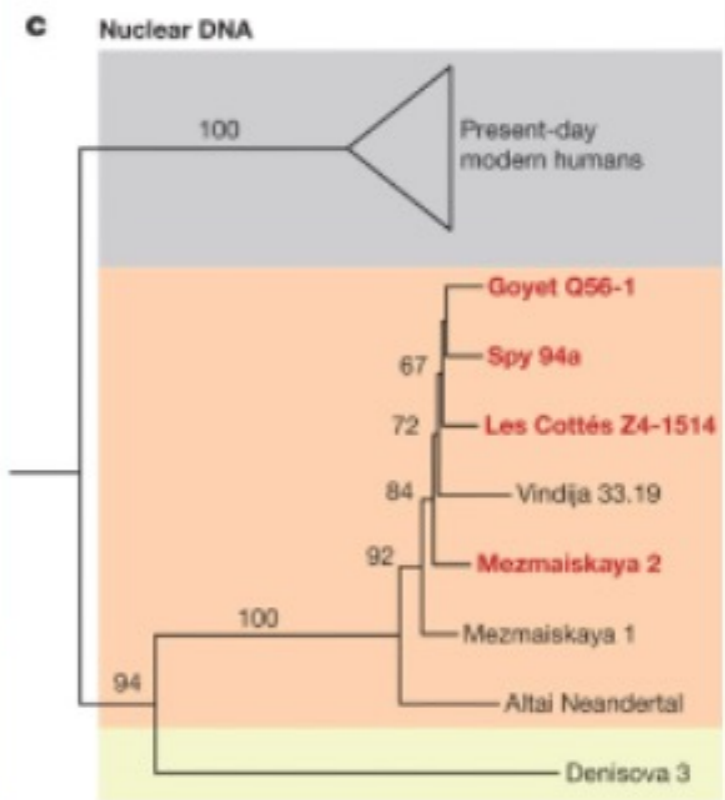 c Nuclear DNA
100
Present-day
modern humans
Goyet Q56-1
Spy 94a
67
Les Cottés Z4-1514
72
Vindija 33.19
84
Mezmaiskaya 2
92
Mezmaiskaya 1
100
Altai Neandertal
94
Denisova 3